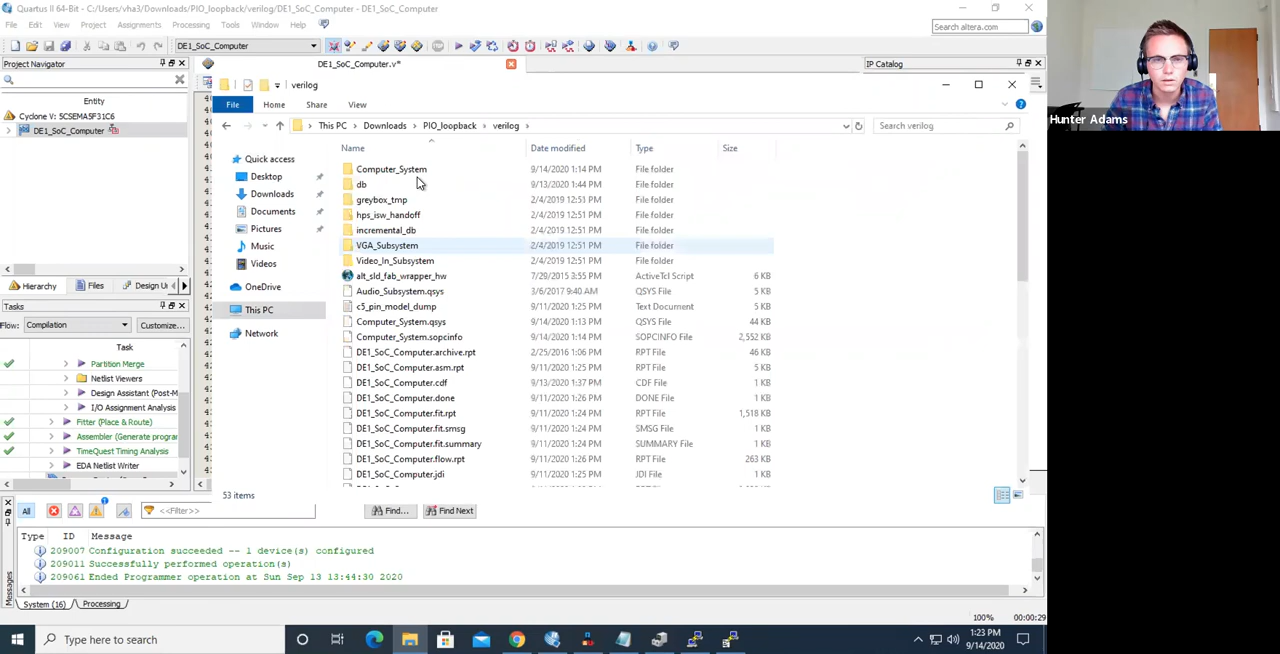 Quartus II 64-Bit - C:/Users/vha3/Downloads/PIO_loopback/verilog/DE1_SoC_Computer - DE1_SoC_Computer
File Edit View Project Assignments Processing Tools Verilog Window Help
Search altera.com
DE1_SoC_Computer
Project Navigator
DE1_SoC_Computer.v*
IP Catalog
verilog
Entity
File Home Share View
Cyclone V: 5CSEMA5F31C6
Hunter Adams
This PC Downloads PIO_loopback verilog
Search verilog
DE1_SoC_Computer
Name Date modified Type Size
Quick access
Desktop
Downloads
Documents
Pictures
Music
Videos
OneDrive
This PC
Network
Computer_System 9/14/2020 1:14 PM File folder
db 9/13/2020 1:44 PM File folder
greybox_tmp 2/4/2019 12:51 PM File folder
hps_isw_handoff 2/4/2019 12:51 PM File folder
incremental_db 2/4/2019 12:51 PM File folder
VGA_Subsystem 2/4/2019 12:51 PM File folder
Video_In_Subsystem 2/4/2019 12:51 PM File folder
alt_sld_fab_wrapper_hw 7/29/2015 3:55 PM ActiveTcl Script 6 KB
Audio_Subsystem.qsys 3/6/2017 9:40 AM QSYS File 5 KB
c5_pin_model_dump 9/11/2020 1:25 PM Text Document 5 KB
Computer_System.qsys 9/14/2020 1:13 PM QSYS File 44 KB
Computer_System.sopcinfo 9/14/2020 1:14 PM SOPCINFO File 2,552 KB
DE1_SoC_Computer.archive.rpt 2/25/2016 1:06 PM RPT File 46 KB
DE1_SoC_Computer.asm.rpt 9/11/2020 1:25 PM RPT File 5 KB
DE1_SoC_Computer.cdf 9/13/2020 1:37 PM CDF File 1 KB
DE1_SoC_Computer.done 9/11/2020 1:25 PM DONE File 1 KB
DE1_SoC_Computer.fit.rpt 9/11/2020 1:24 PM RPT File 1,518 KB
DE1_SoC_Computer.fit.smsg 9/11/2020 1:24 PM SMSG File 1 KB
DE1_SoC_Computer.fit.summary 9/11/2020 1:24 PM SUMMARY File 1 KB
DE1_SoC_Computer.flow.rpt 9/11/2020 1:25 PM RPT File 263 KB
DE1_SoC_Computer.jdi 9/11/2020 1:24 PM JDI File 1 KB
53 items
Hierarchy Files Design
Tasks
Flow: Compilation Customize...
Task
Partition Merge
Netlist Viewers
Design Assistant (Post-M
I/O Assignment Analysis
Fitter (Place & Route)
Assembler (Generate program
TimeQuest Timing Analysis
EDA Netlist Writer
All
<<Filter>>
Find... Find Next
Type ID Message
209007 Configuration succeeded -- 1 device(s) configured
209011 Successfully performed operation(s)
209061 Ended Programmer operation at Sun Sep 13 13:44:30 2020
Messages
System (16) Processing
100% 00:00:29
Type here to search
1:23 PM
9/14/2020